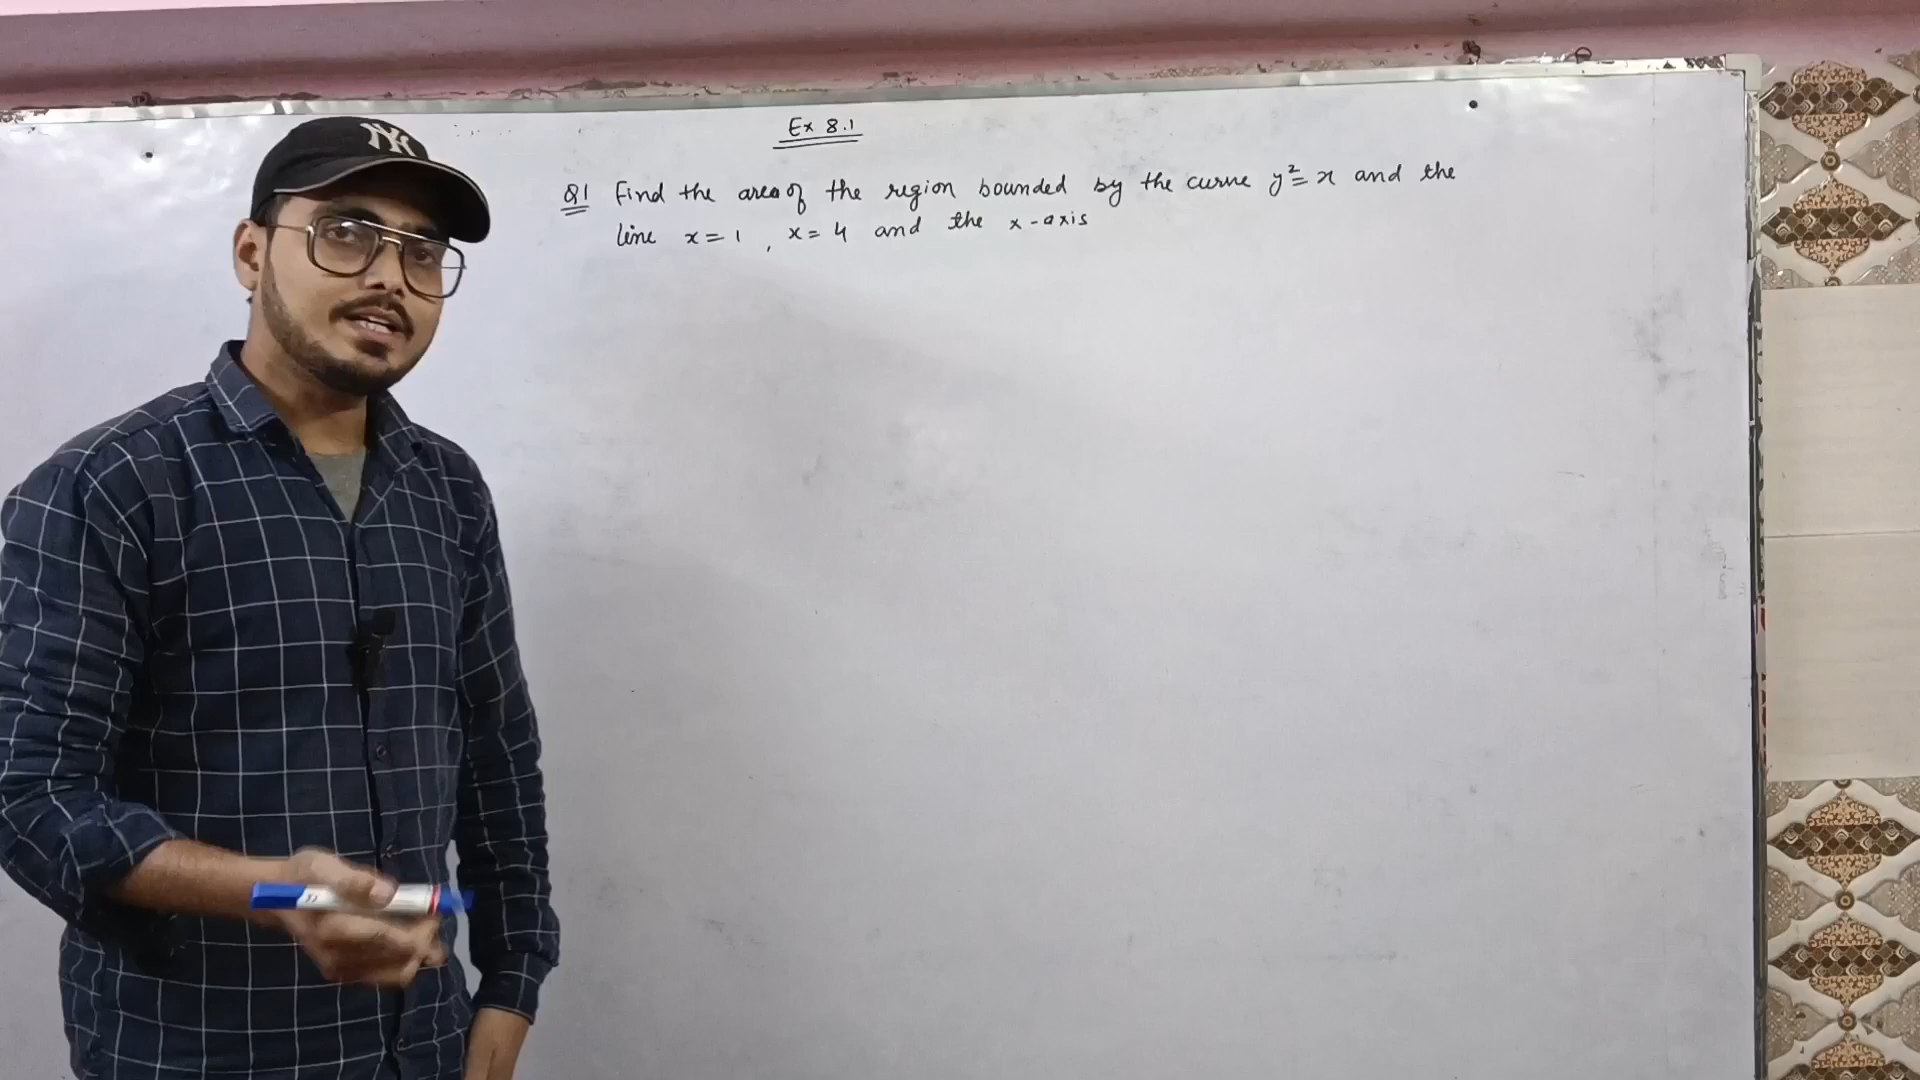 NY
Ex 8.1
Q1 Find the area of the region bounded by the curve y²=x and the
line x=1, x=4 and the x-axis